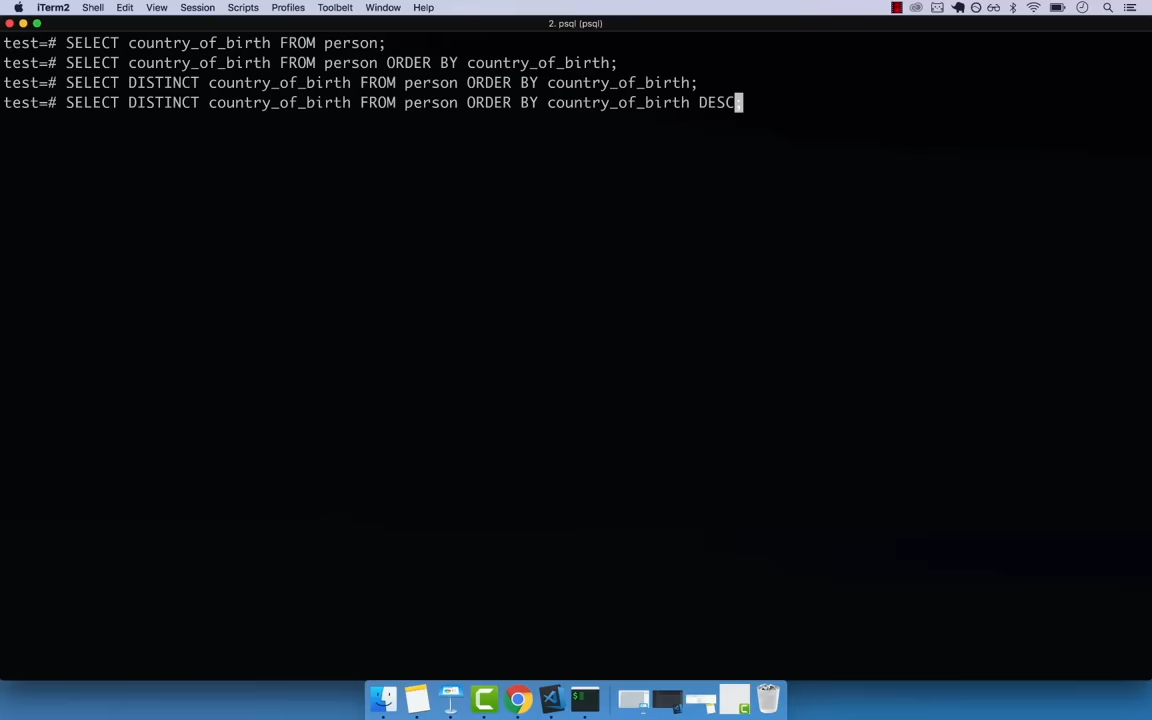 iTerm2 Shell Edit View Session Scripts Profiles Toolbelt Window Help
2. psql (psql)
test=# SELECT country_of_birth FROM person;
test=# SELECT country_of_birth FROM person ORDER BY country_of_birth;
test=# SELECT DISTINCT country_of_birth FROM person ORDER BY country_of_birth;
test=# SELECT DISTINCT country_of_birth FROM person ORDER BY country_of_birth DESC;